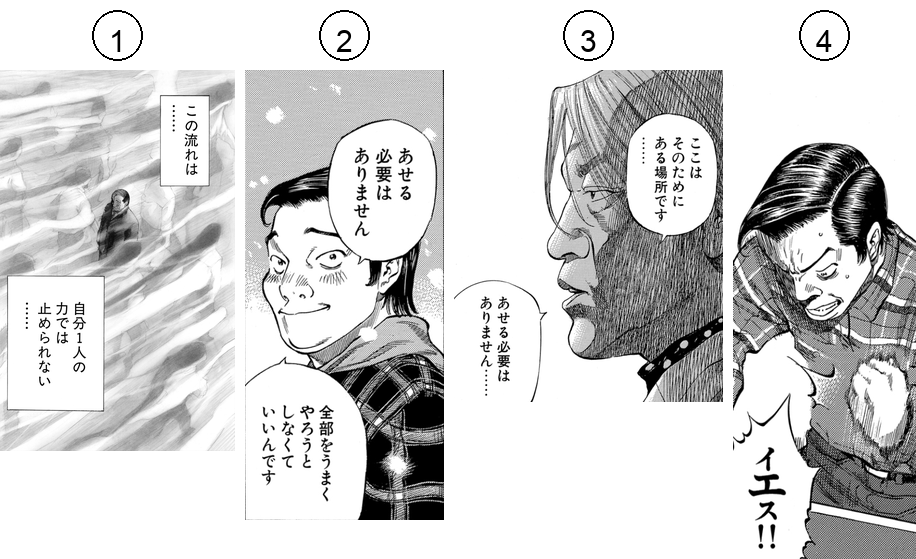 1
2
3
4
この流れは
……
自分1人の
力では
止められない
……
あせる
必要は
ありません
全部をうまく
やろうと
しなくて
いいんです
ここは
そのために
ある場所です
……
あせる必要は
ありません……
イエス!!